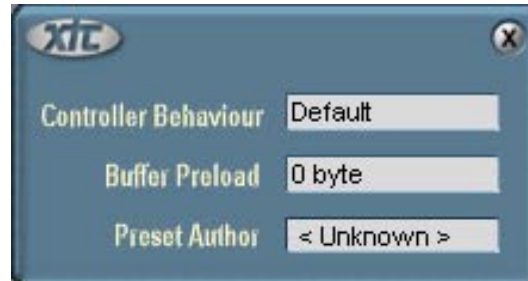 XTC
X
Controller Behaviour Default
Buffer Preload 0 byte
Preset Author < Unknown >